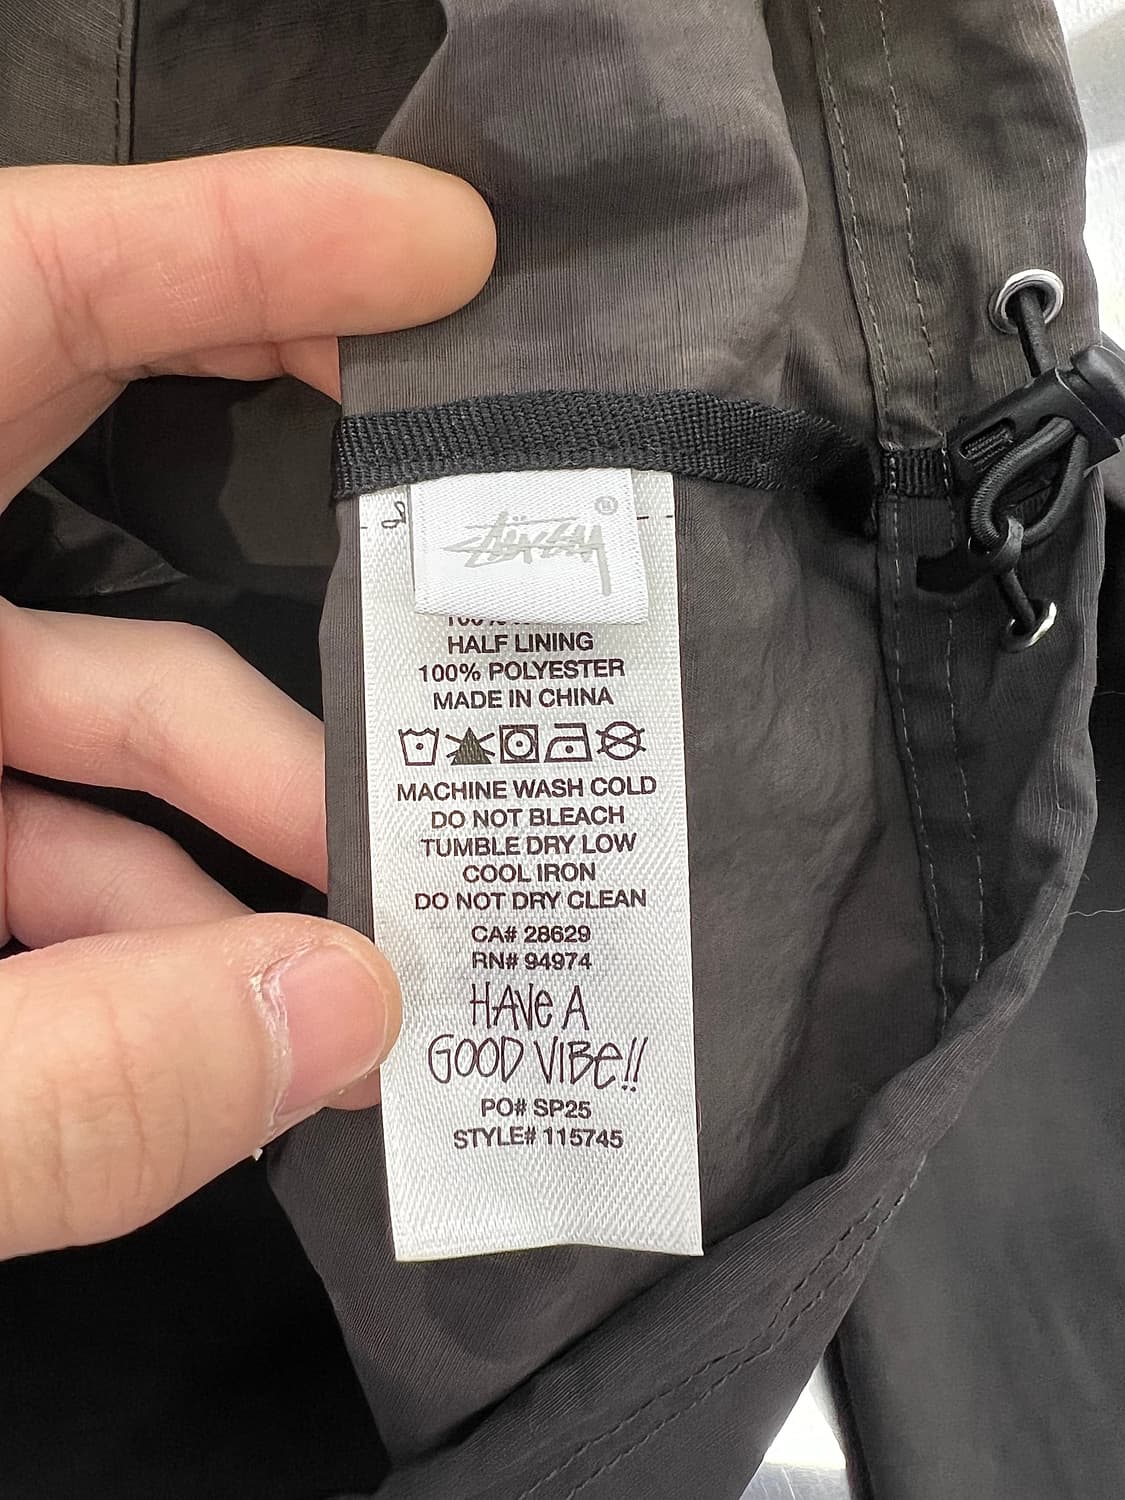 STÜSSY
HALF LINING
100% POLYESTER
MADE IN CHINA
MACHINE WASH COLD
DO NOT BLEACH
TUMBLE DRY LOW
COOL IRON
DO NOT DRY CLEAN
CA# 28629
RN# 94974
HAVe A
GOOD VIBe!!
PO# SP25
STYLE# 115745